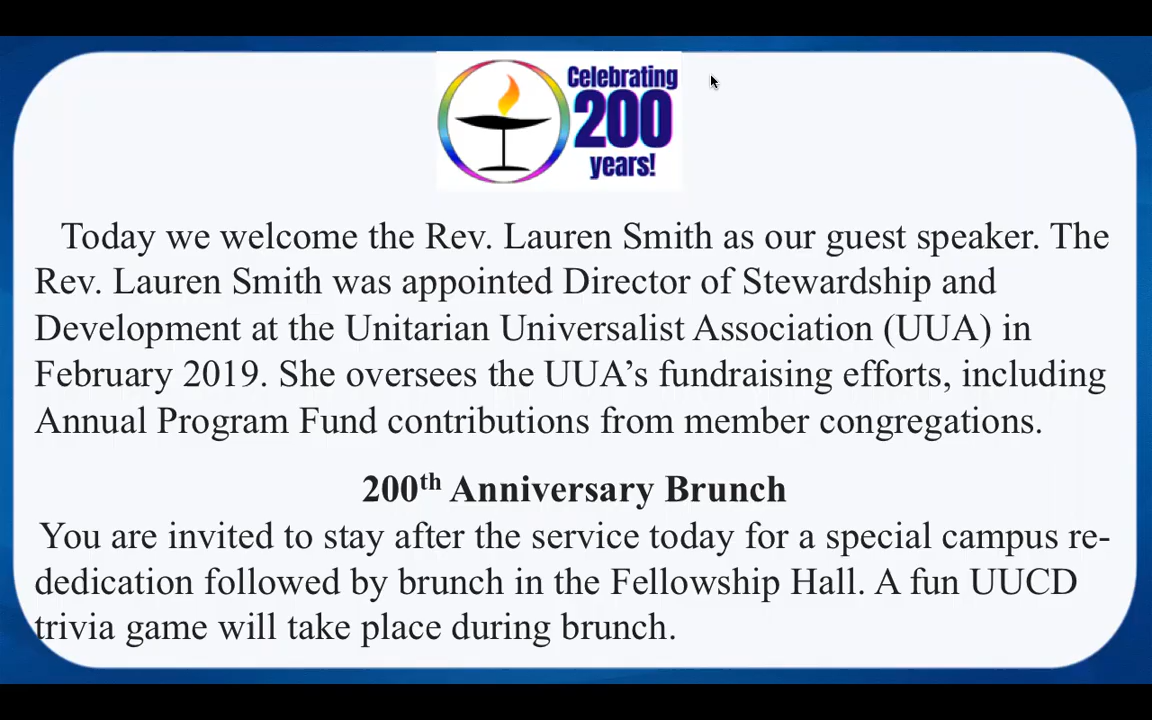 Celebrating
200
years!
Today we welcome the Rev. Lauren Smith as our guest speaker. The
Rev. Lauren Smith was appointed Director of Stewardship and
Development at the Unitarian Universalist Association (UUA) in
February 2019. She oversees the UUA’s fundraising efforts, including
Annual Program Fund contributions from member congregations.
200th Anniversary Brunch
You are invited to stay after the service today for a special campus re-
dedication followed by brunch in the Fellowship Hall. A fun UUCD
trivia game will take place during brunch.